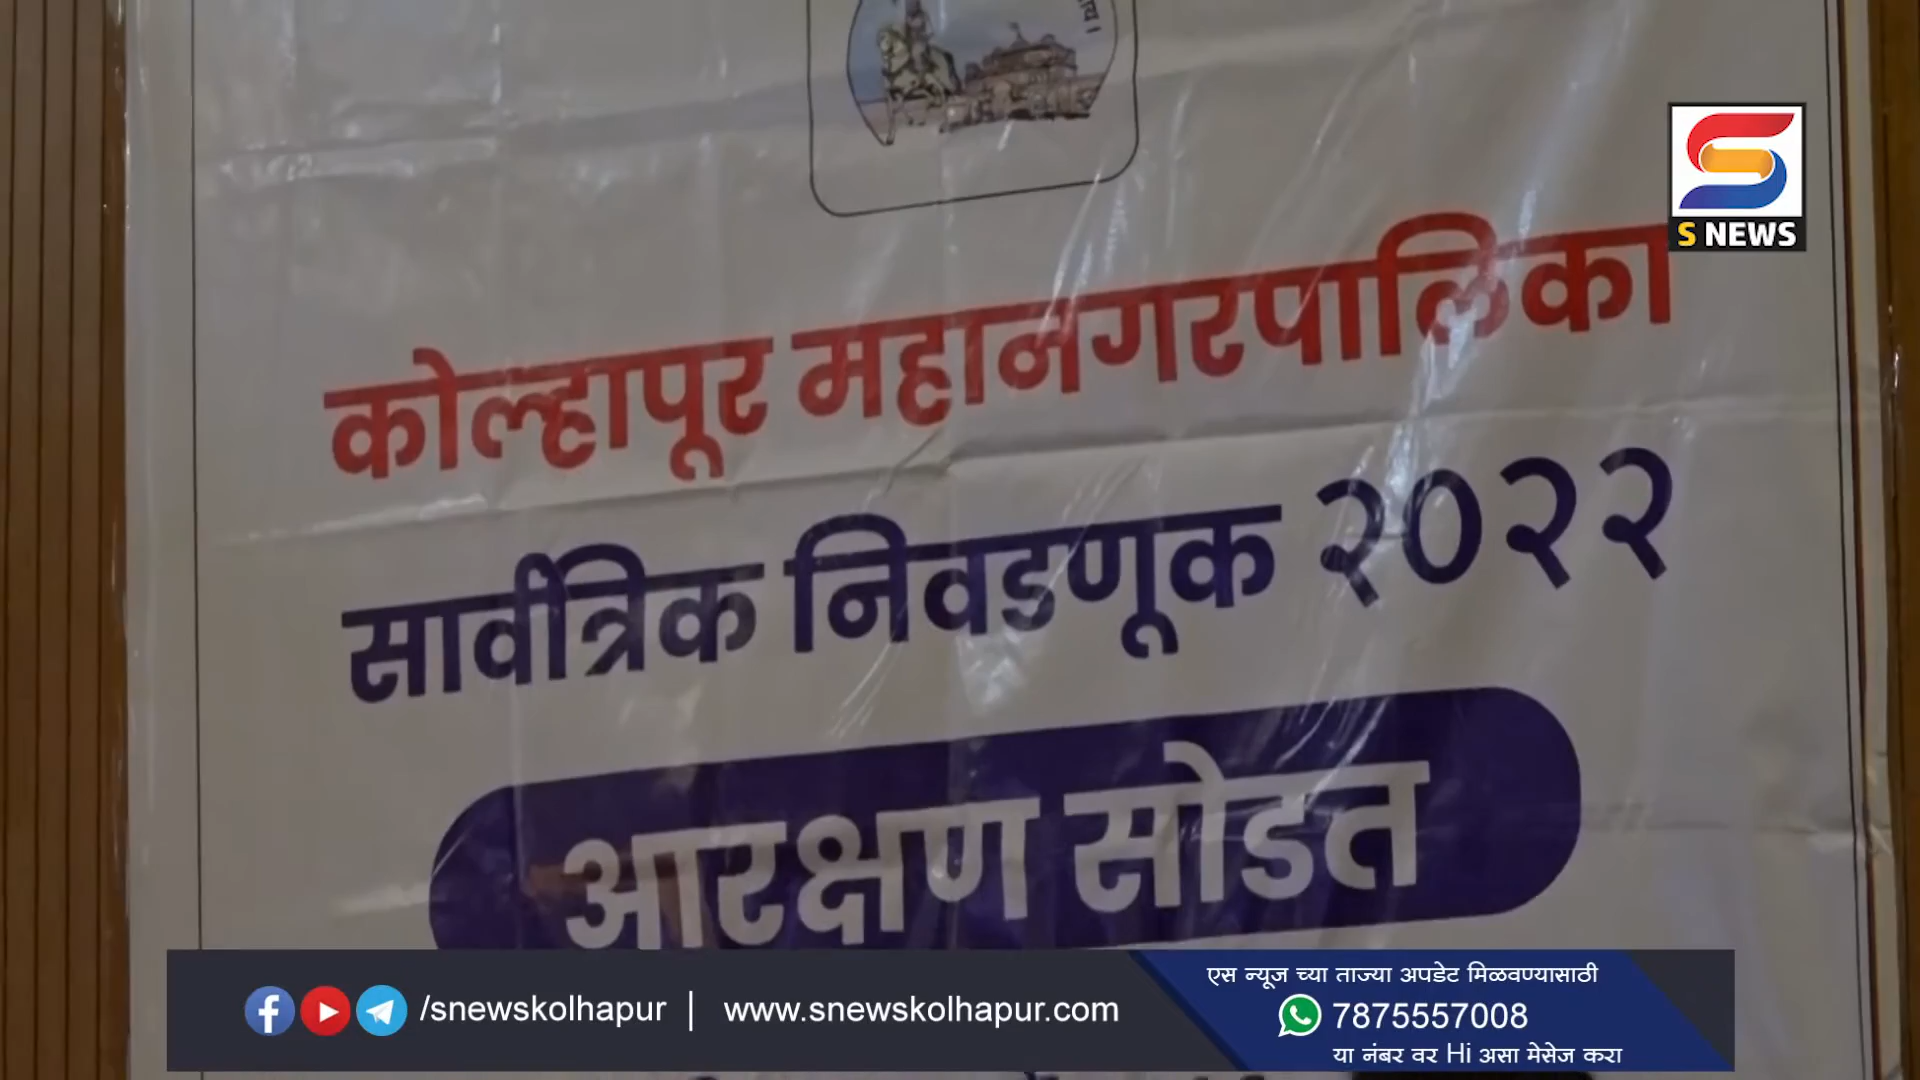 S NEWS
कोल्हापूर महानगरपालिका
सार्वत्रिक निवडणूक २०२२
आरक्षण सोडत
/snewskolhapur | www.snewskolhapur.com
एस न्यूज च्या ताज्या अपडेट मिळवण्यासाठी
7875557008
या नंबर वर Hi असा मेसेज करा